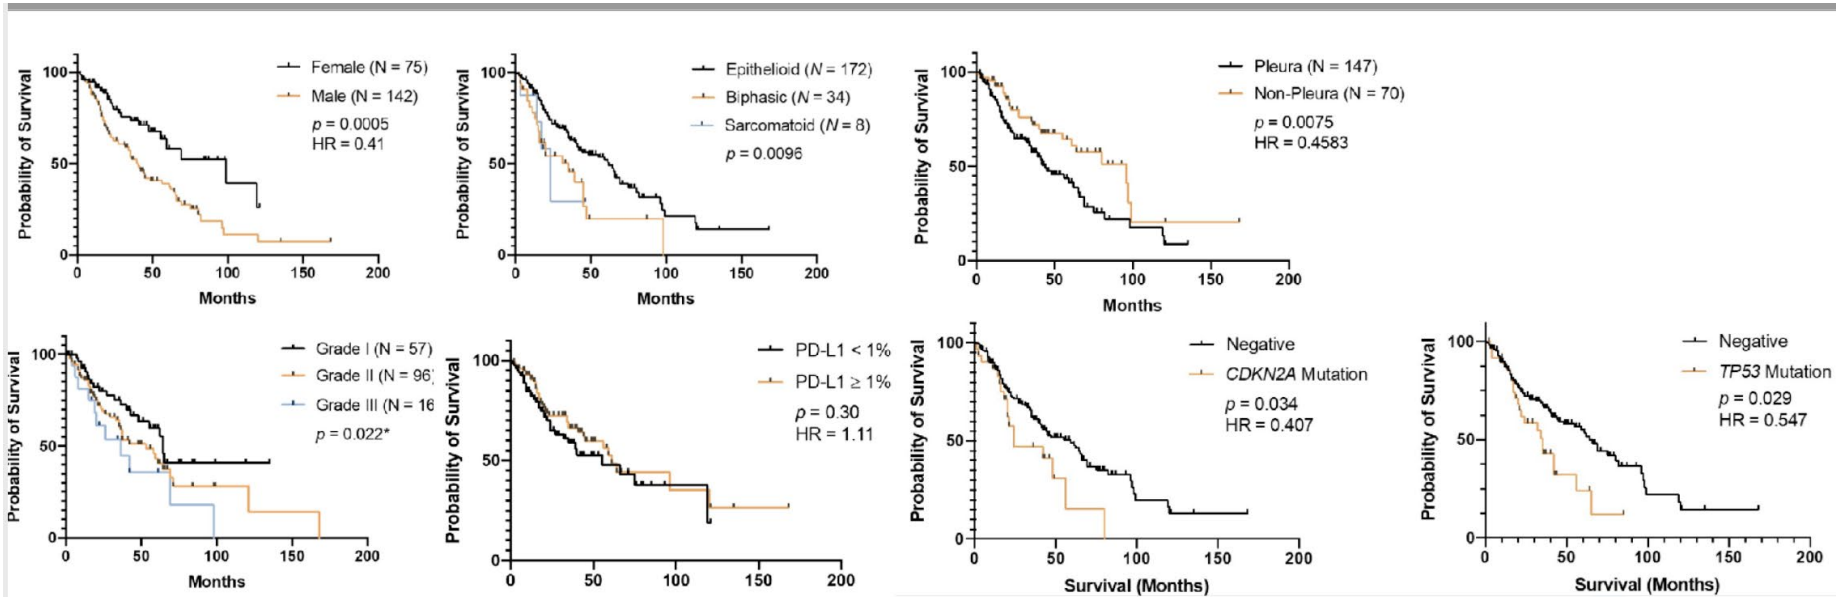 Female (N = 75)
Male (N = 142)
p = 0.0005
HR = 0.41
Probability of Survival
100
50
0
0 50 100 150 200
Months
Epithelioid (N = 172)
Biphasic (N = 34)
Sarcomatoid (N = 8)
p = 0.0096
Probability of Survival
100
50
0
0 50 100 150 200
Months
Pleura (N = 147)
Non-Pleura (N = 70)
p = 0.0075
HR = 0.4583
Probability of Survival
100
50
0
0 50 100 150 200
Months
Grade I (N = 57)
Grade II (N = 96)
Grade III (N = 16
p = 0.022*
Probability of Survival
100
50
0
0 50 100 150 200
Months
PD-L1 < 1%
PD-L1 ≥ 1%
p = 0.30
HR = 1.11
Probability of Survival
100
50
0
0 50 100 150 200
Negative
CDKN2A Mutation
p = 0.034
HR = 0.407
Probability of Survival
100
50
0
0 50 100 150 200
Survival (Months)
Negative
TP53 Mutation
p = 0.029
HR = 0.547
Probability of Survival
100
50
0
0 50 100 150 200
Survival (Months)